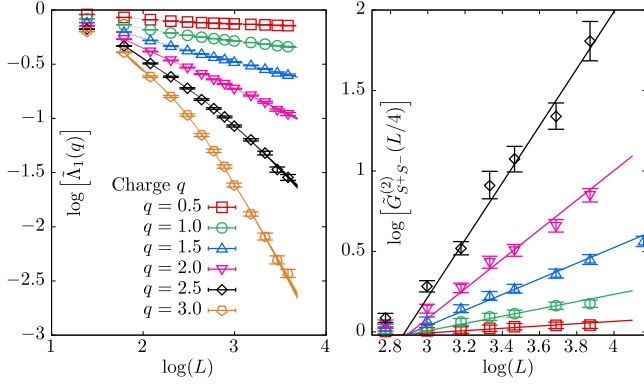 0
−0.5
−1
−1.5
−2
−2.5
−3
1
2
3
4
log(L)
log [Λ̃₁(q)]
Charge q
q = 0.5
q = 1.0
q = 1.5
q = 2.0
q = 2.5
q = 3.0
2
1.5
1
0.5
0
2.8
3
3.2
3.4
3.6
3.8
4
log(L)
log [G̃⁽²⁾_{S⁺S⁻}(L/4)]